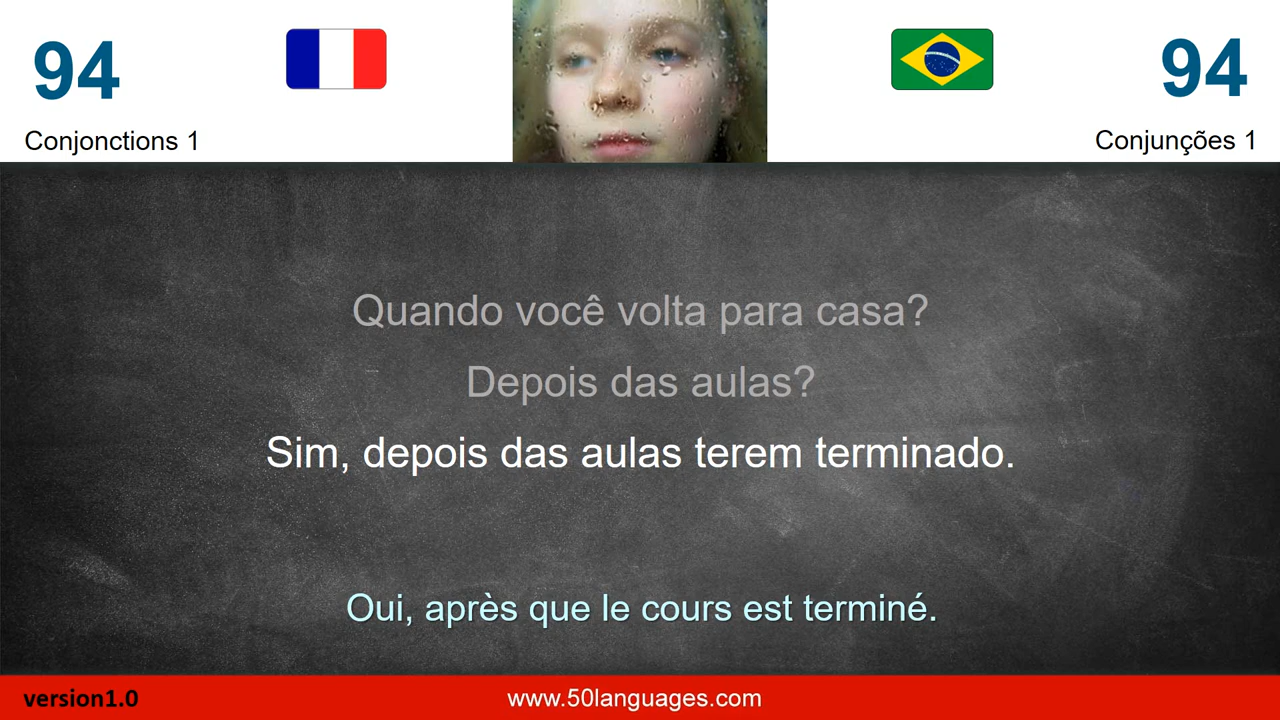 94
94
Conjonctions 1
Conjunções 1
Quando você volta para casa?
Depois das aulas?
Sim, depois das aulas terem terminado.
Oui, après que le cours est terminé.
version1.0
www.50languages.com